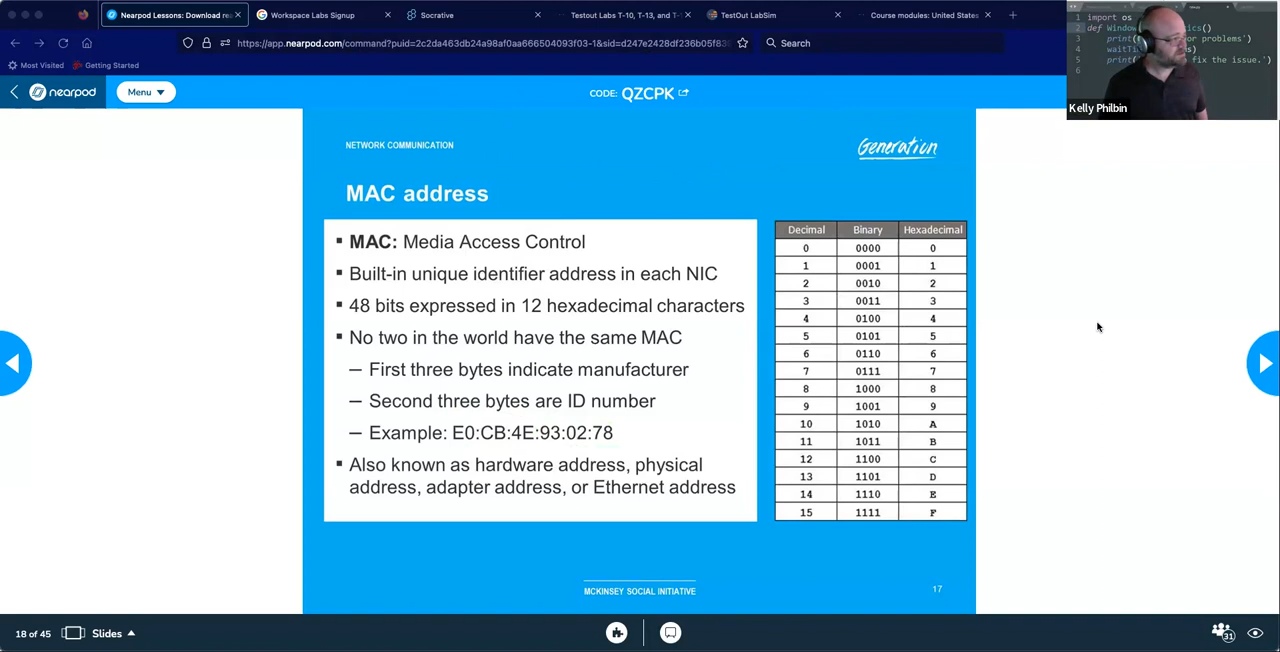 Nearpod Lessons: Download rea
Workspace Labs Signup
Socrative
Testout Labs T-10, T-13, and T-
TestOut LabSim
Course modules: United States
https://app.nearpod.com/command?puid=2c2da463db24a98af0aa666504093f03-1&sid=d247e2428df236b05f83
Search
Most Visited
Getting Started
1 import os
2 def Window
3 print( or problems')
4 waitTi
5 print( fix the issue.')
6
Kelly Philbin
nearpod
Menu
CODE: QZCPK
NETWORK COMMUNICATION
Generation
MAC address
▪ MAC: Media Access Control
▪ Built-in unique identifier address in each NIC
▪ 48 bits expressed in 12 hexadecimal characters
▪ No two in the world have the same MAC
– First three bytes indicate manufacturer
– Second three bytes are ID number
– Example: E0:CB:4E:93:02:78
▪ Also known as hardware address, physical
address, adapter address, or Ethernet address
Decimal Binary Hexadecimal
0 0000 0
1 0001 1
2 0010 2
3 0011 3
4 0100 4
5 0101 5
6 0110 6
7 0111 7
8 1000 8
9 1001 9
10 1010 A
11 1011 B
12 1100 C
13 1101 D
14 1110 E
15 1111 F
MCKINSEY SOCIAL INITIATIVE
17
18 of 45
Slides
31